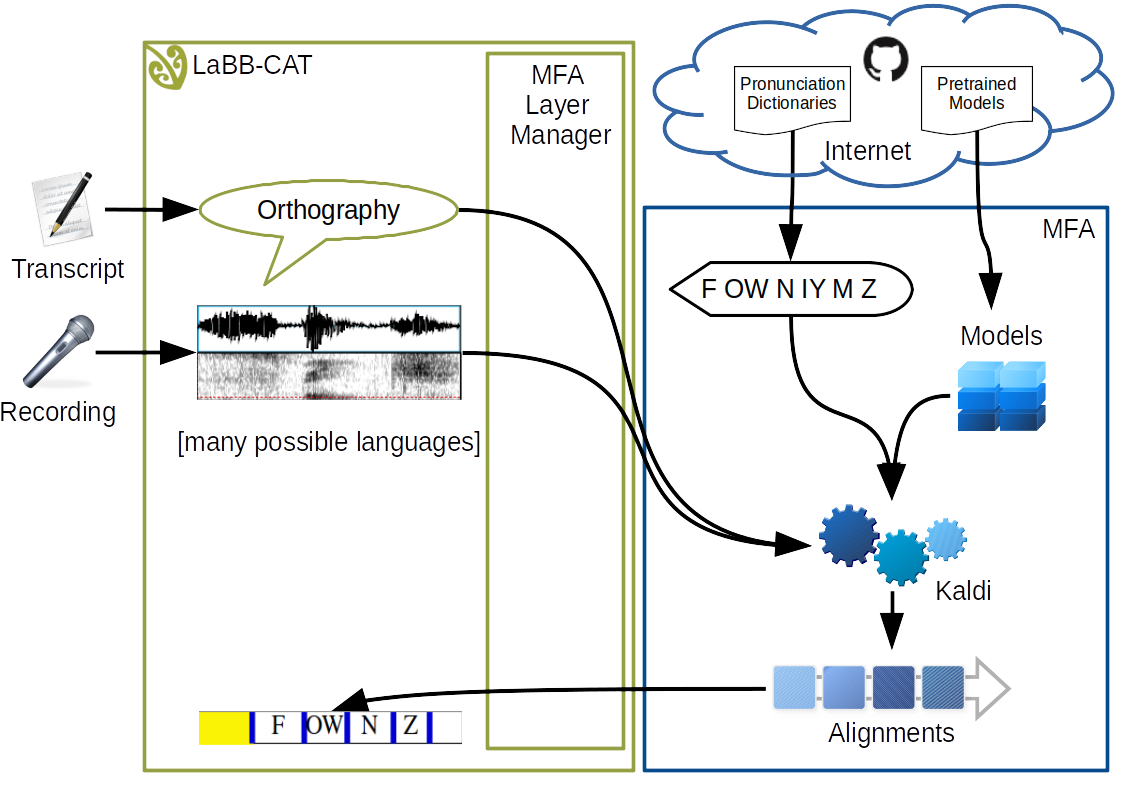 LaBB-CAT
MFA
Layer
Manager
Pronunciation
Dictionaries
Pretrained
Models
Internet
MFA
Orthography
Transcript
F OW N IY M Z
Models
Recording
[many possible languages]
Kaldi
F OW N Z
Alignments